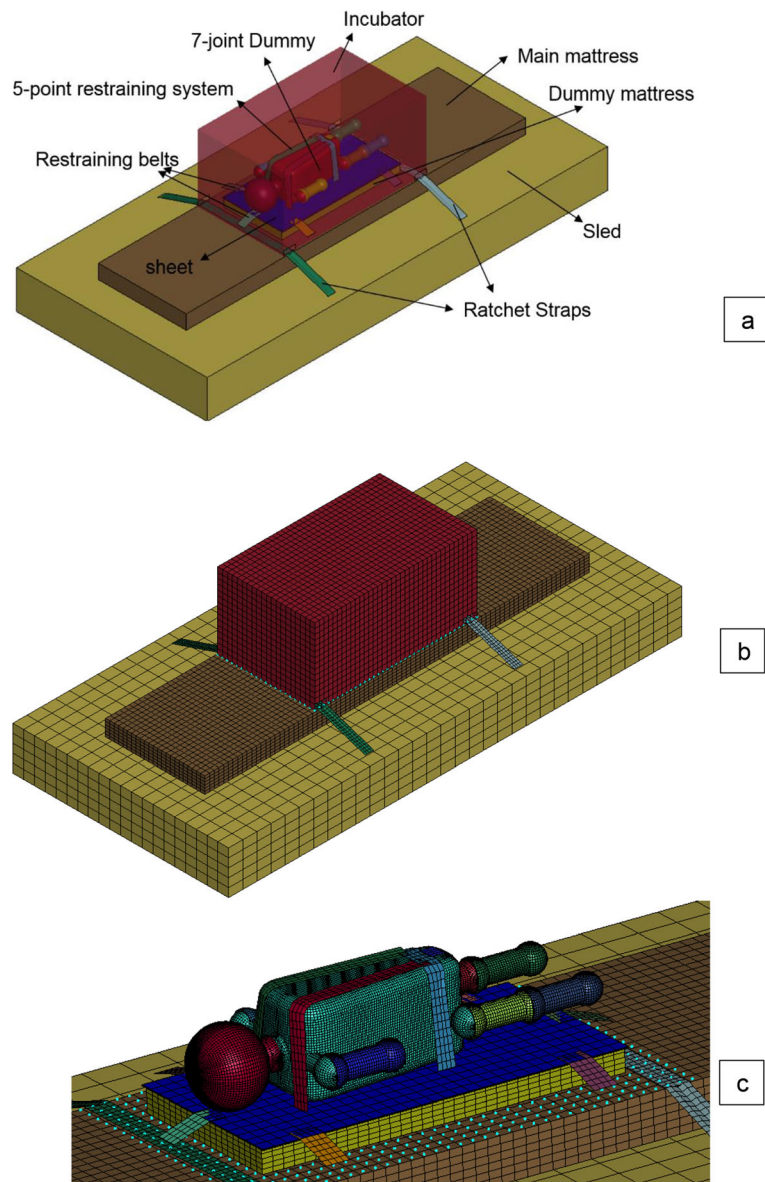 Incubator
7-joint Dummy
Main mattress
5-point restraining system
Dummy mattress
Restraining belts
Sled
sheet
Ratchet Straps
a
b
c